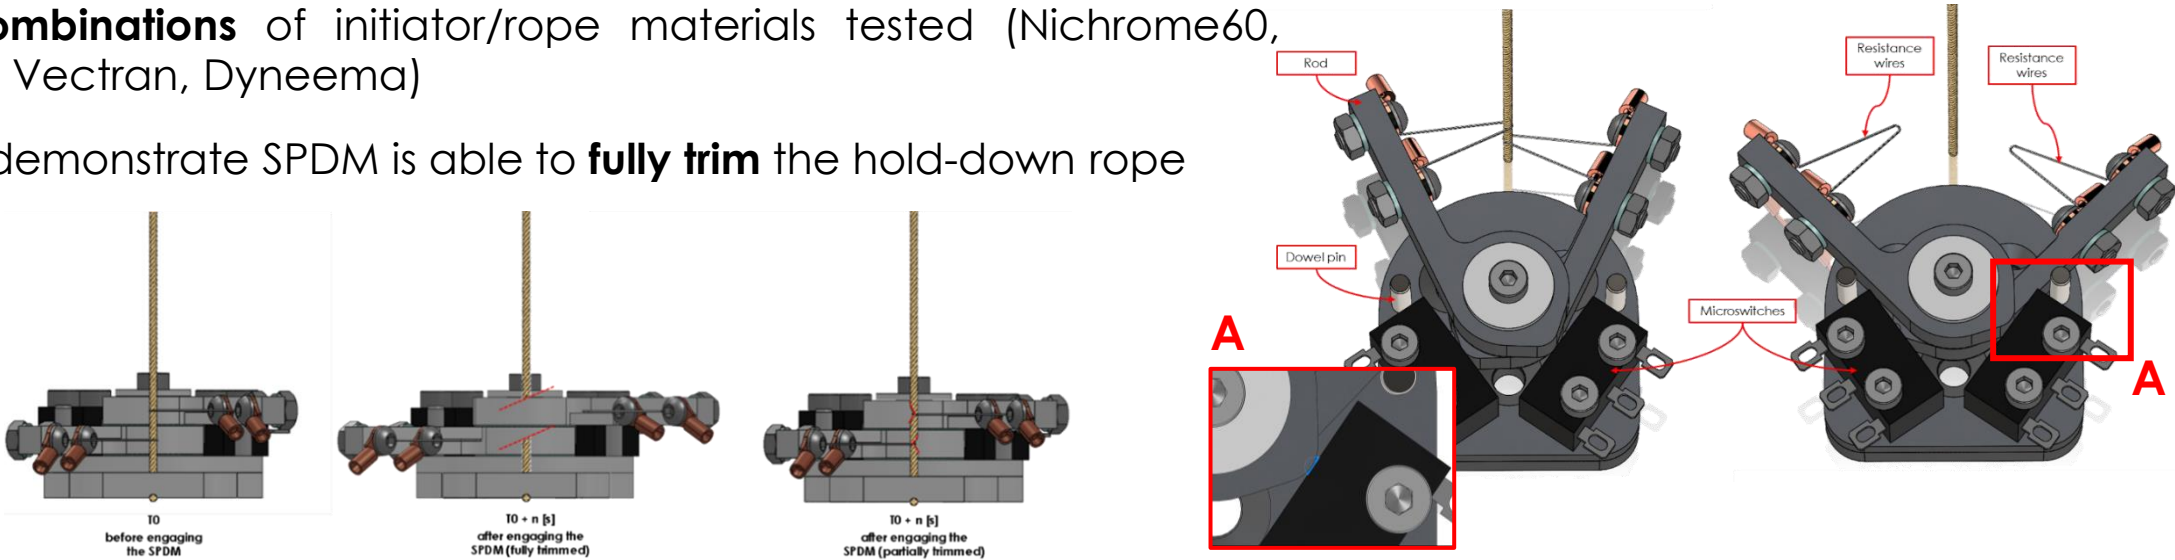 ombinations of initiator/rope materials tested (Nichrome60,
Vectran, Dyneema)
demonstrate SPDM is able to fully trim the hold-down rope
T0
before engaging
the SPDM
T0 + n [s]
after engaging the
SPDM (fully trimmed)
T0 + n [s]
after engaging the
SPDM (partially trimmed)
Rod
Resistance
wires
Resistance
wires
Dowel pin
Microswitches
A
A